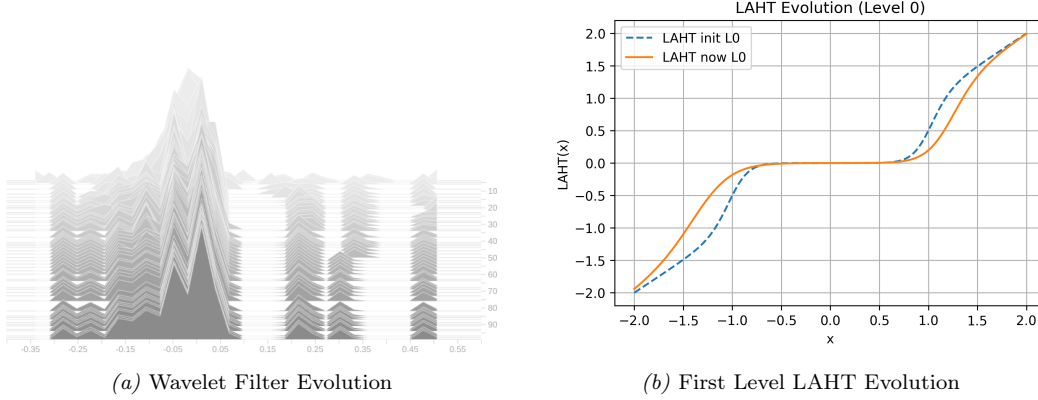 LAHT Evolution (Level 0)
LAHT init L0
LAHT now L0
2.0
1.5
1.0
0.5
0.0
−0.5
−1.0
−1.5
−2.0
LAHT(x)
−2.0 −1.5 −1.0 −0.5 0.0 0.5 1.0 1.5 2.0
x
10
20
30
40
50
60
70
80
90
-0.35 -0.25 -0.15 -0.05 0.05 0.15 0.25 0.35 0.45 0.55
(a) Wavelet Filter Evolution
(b) First Level LAHT Evolution